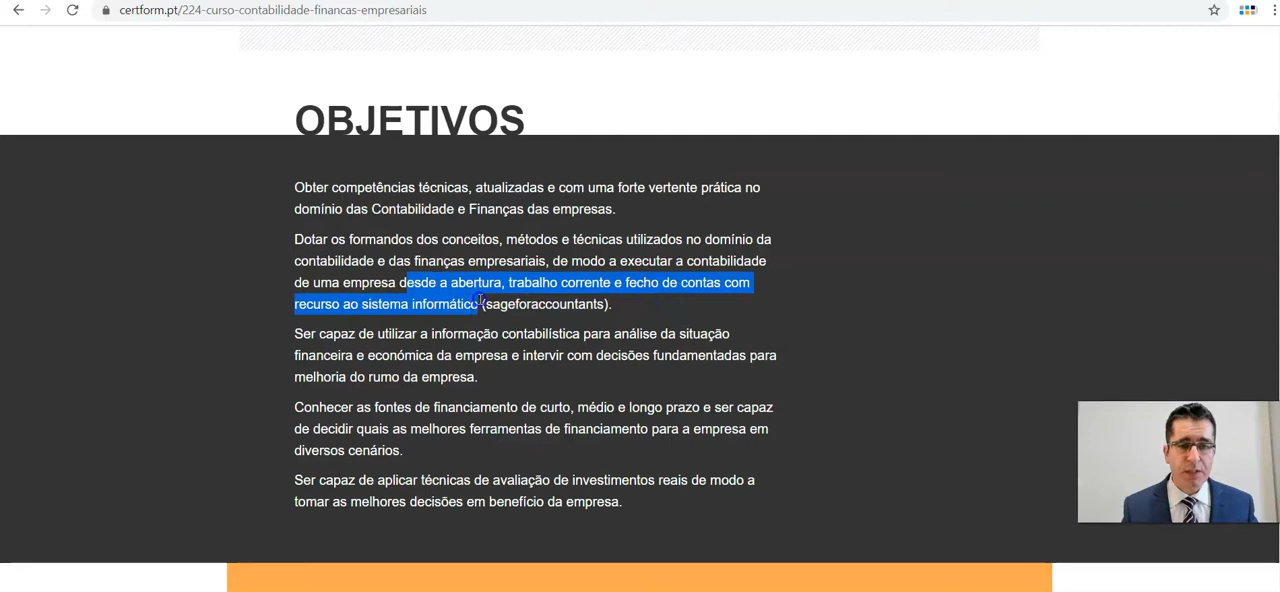 certform.pt/224-curso-contabilidade-financas-empresariais
OBJETIVOS
Obter competências técnicas, atualizadas e com uma forte vertente prática no
domínio das Contabilidade e Finanças das empresas.
Dotar os formandos dos conceitos, métodos e técnicas utilizados no domínio da
contabilidade e das finanças empresariais, de modo a executar a contabilidade
de uma empresa desde a abertura, trabalho corrente e fecho de contas com
recurso ao sistema informático (sageforaccountants).
Ser capaz de utilizar a informação contabilística para análise da situação
financeira e económica da empresa e intervir com decisões fundamentadas para
melhoria do rumo da empresa.
Conhecer as fontes de financiamento de curto, médio e longo prazo e ser capaz
de decidir quais as melhores ferramentas de financiamento para a empresa em
diversos cenários.
Ser capaz de aplicar técnicas de avaliação de investimentos reais de modo a
tomar as melhores decisões em benefício da empresa.